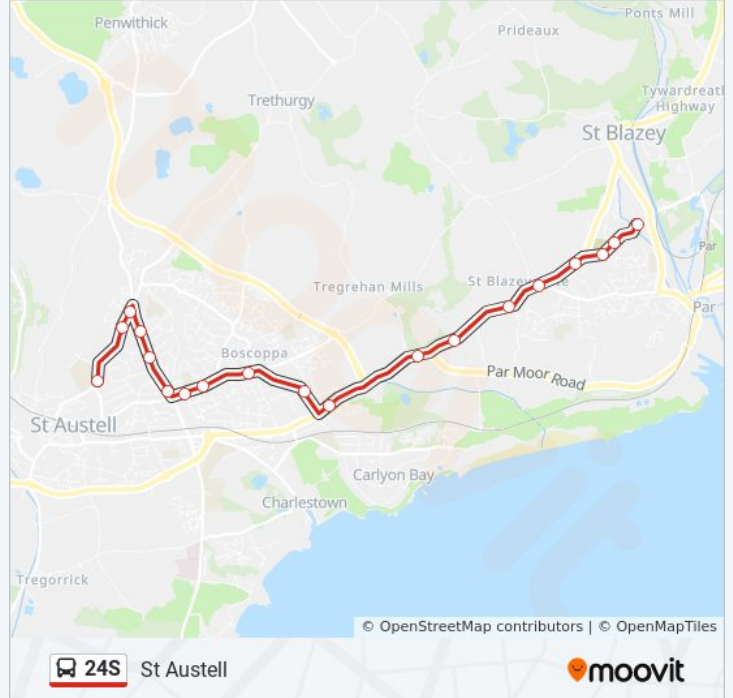 Ponts Mill
Penwithick
Prideaux
Trethurgy
Tywardreath
Highway
St Blazey
Par
Tregrehan Mills
St Blazey
Par
Boscoppa
Par Moor Road
St Austell
Carlyon Bay
Charlestown
Tregorrick
© OpenStreetMap contributors | © OpenMapTiles
24S St Austell
moovit